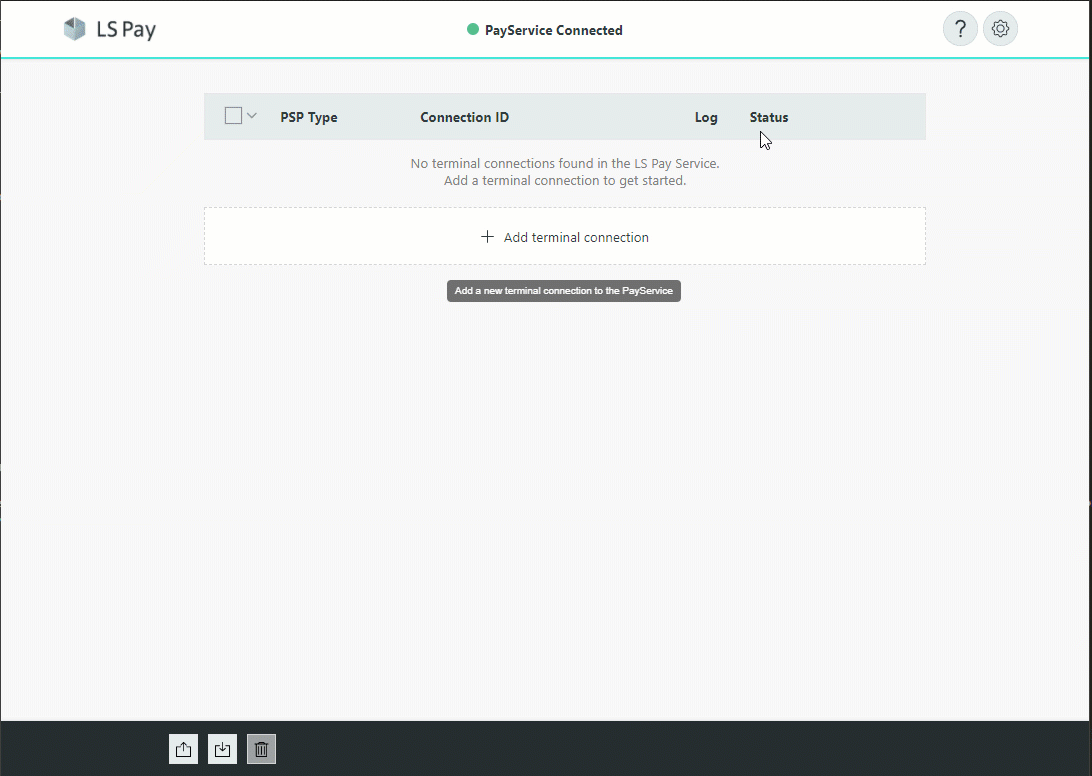 LS Pay
PayService Connected
?
PSP Type
Connection ID
Log
Status
No terminal connections found in the LS Pay Service.
Add a terminal connection to get started.
+ Add terminal connection
Add a new terminal connection to the PayService